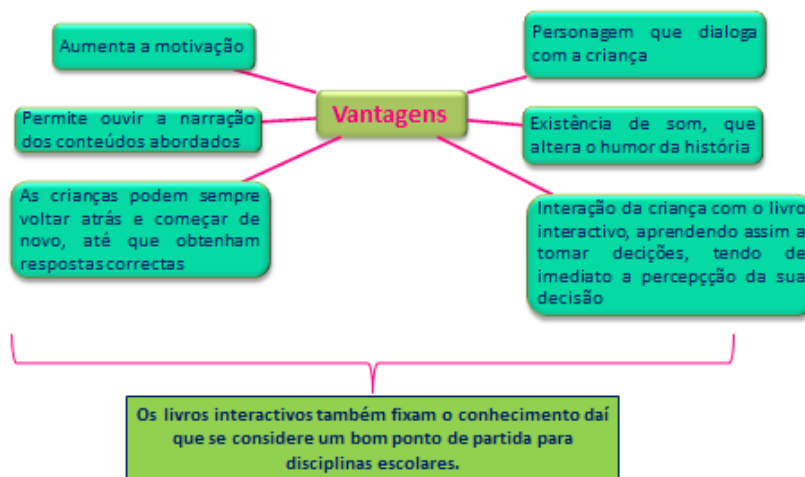 Aumenta a motivação
Permite ouvir a narração
dos conteúdos abordados
As crianças podem sempre
voltar atrás e começar de
novo, até que obtenham
respostas correctas
Vantagens
Personagem que dialoga
com a criança
Existência de som, que
altera o humor da história
Interação da criança com o livro
interactivo, aprendendo assim a
tomar decições, tendo de
imediato a percepçção da sua
decisão
Os livros interactivos também fixam o conhecimento daí
que se considere um bom ponto de partida para
disciplinas escolares.